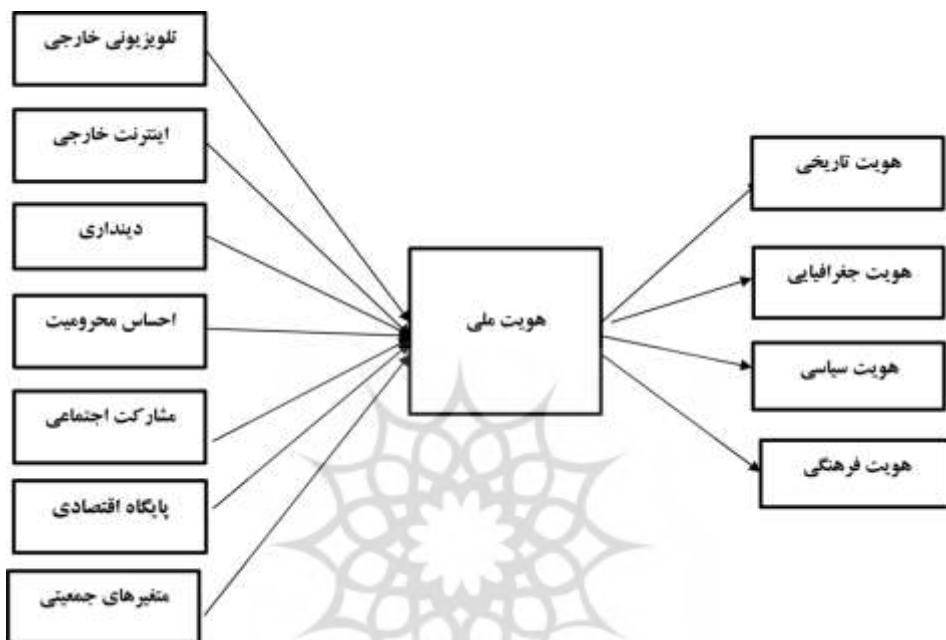 تلویزیونی خارجی
اینترنت خارجی
دینداری
احساس محرومیت
مشارکت اجتماعی
پایگاه اقتصادی
متغیرهای جمعیتی
هویت ملی
هویت تاریخی
هویت جغرافیایی
هویت سیاسی
هویت فرهنگی